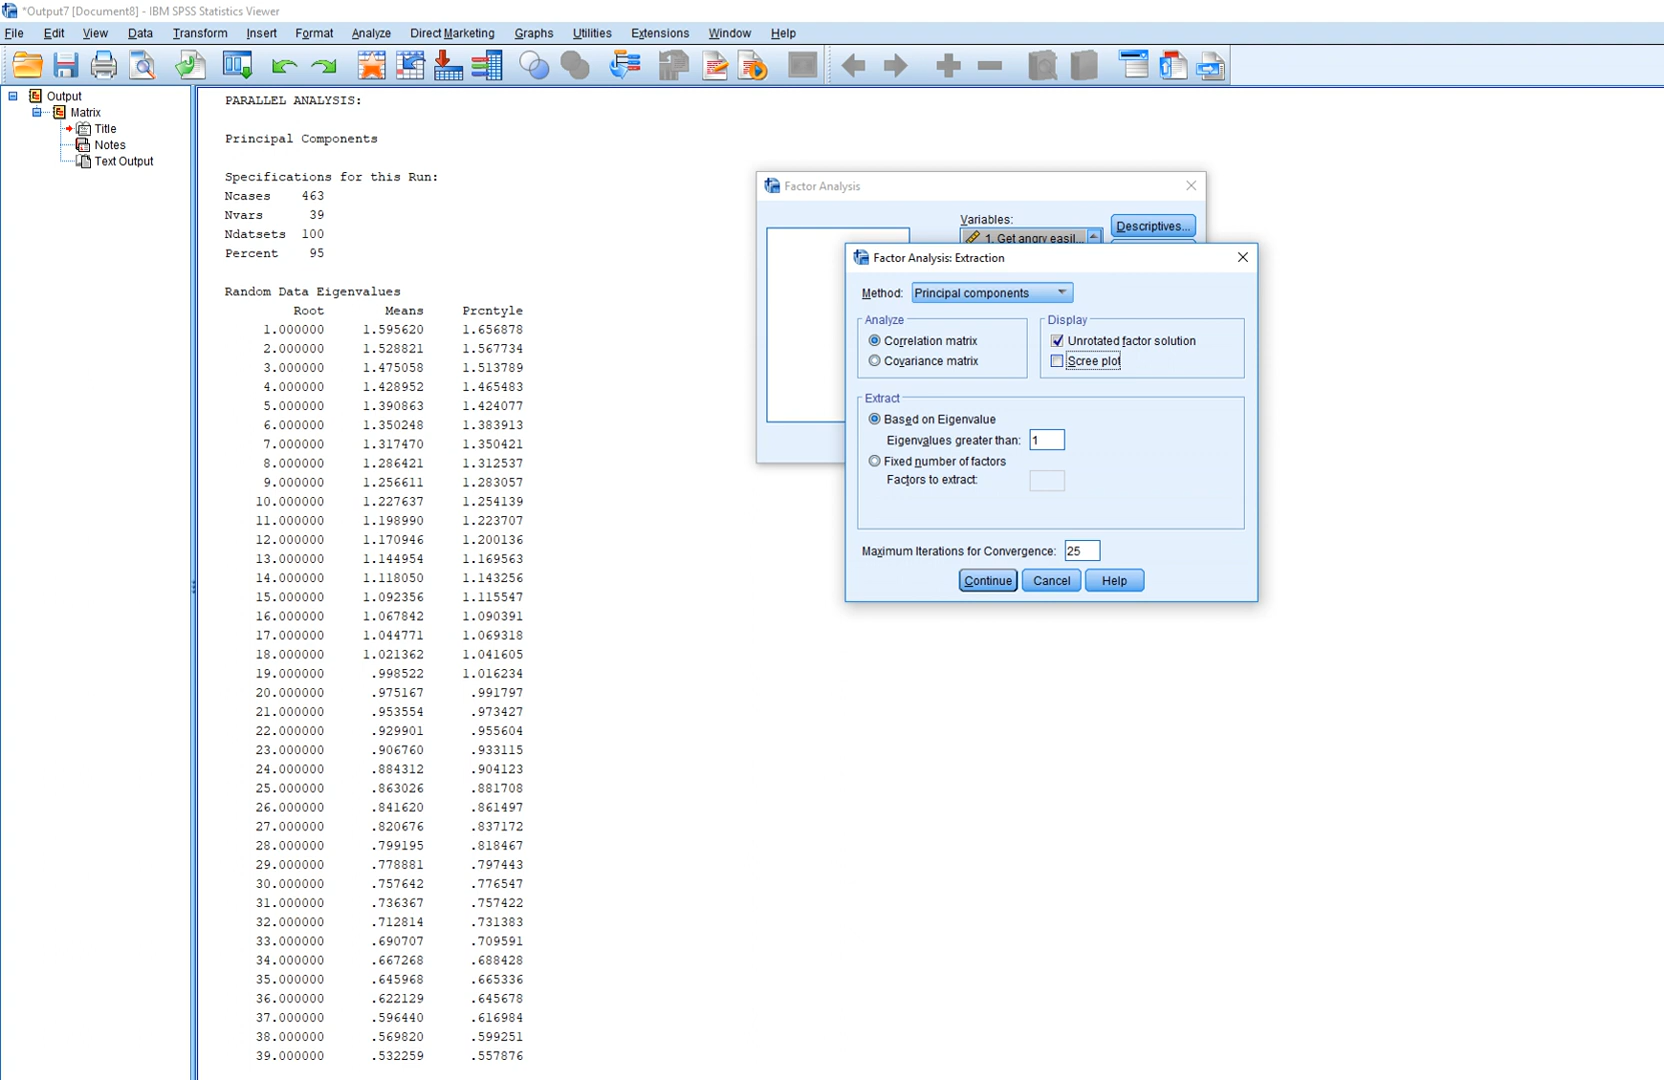 *Output7 [Document8] - IBM SPSS Statistics Viewer
File Edit View Data Transform Insert Format Analyze Direct Marketing Graphs Utilities Extensions Window Help
Output
Matrix
Title
Notes
Text Output
PARALLEL ANALYSIS:
Principal Components
Specifications for this Run:
Ncases 463
Nvars 39
Ndatsets 100
Percent 95
Random Data Eigenvalues
Root Means Prcntyle
1.000000 1.595620 1.656878
2.000000 1.528821 1.567734
3.000000 1.475058 1.513789
4.000000 1.428952 1.465483
5.000000 1.390863 1.424077
6.000000 1.350248 1.383913
7.000000 1.317470 1.350421
8.000000 1.286421 1.312537
9.000000 1.256611 1.283057
10.000000 1.227637 1.254139
11.000000 1.198990 1.223707
12.000000 1.170946 1.200136
13.000000 1.144954 1.169563
14.000000 1.118050 1.143256
15.000000 1.092356 1.115547
16.000000 1.067842 1.090391
17.000000 1.044771 1.069318
18.000000 1.021362 1.041605
19.000000 .998522 1.016234
20.000000 .975167 .991797
21.000000 .953554 .973427
22.000000 .929901 .955604
23.000000 .906760 .933115
24.000000 .884312 .904123
25.000000 .863026 .881708
26.000000 .841620 .861497
27.000000 .820676 .837172
28.000000 .799195 .818467
29.000000 .778881 .797443
30.000000 .757642 .776547
31.000000 .736367 .757422
32.000000 .712814 .731383
33.000000 .690707 .709591
34.000000 .667268 .688428
35.000000 .645968 .665336
36.000000 .622129 .645678
37.000000 .596440 .616984
38.000000 .569820 .599251
39.000000 .532259 .557876
Factor Analysis
Variables:
1. Get angry easil...
Descriptives...
Factor Analysis: Extraction
Method: Principal components
Analyze
Correlation matrix
Covariance matrix
Display
Unrotated factor solution
Scree plot
Extract
Based on Eigenvalue
Eigenvalues greater than: 1
Fixed number of factors
Factors to extract:
Maximum Iterations for Convergence: 25
Continue Cancel Help